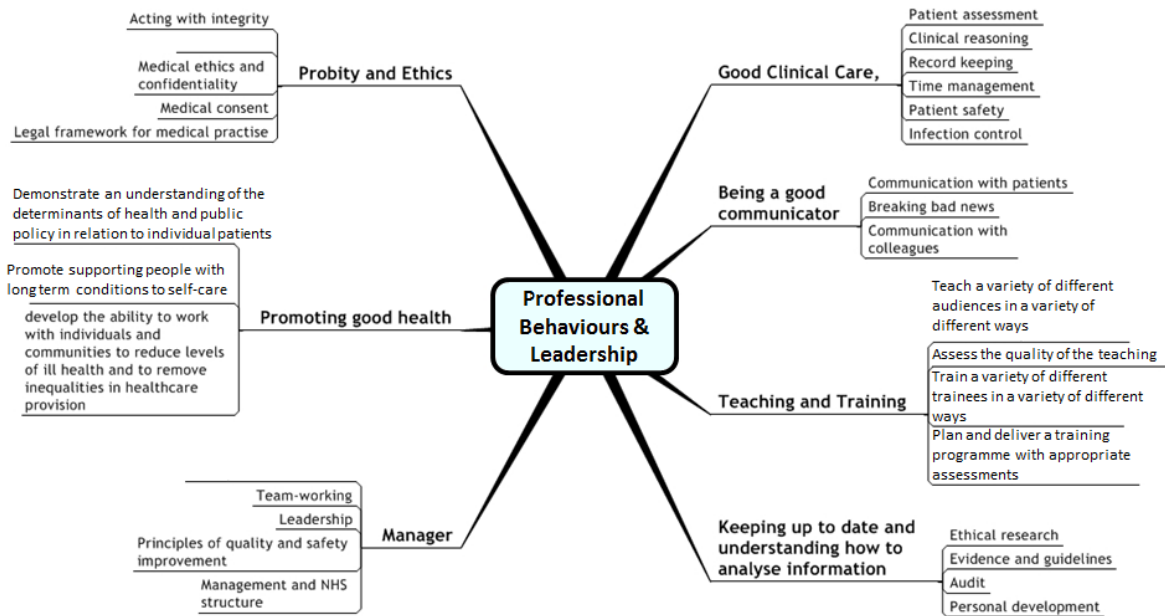 Professional
Behaviours &
Leadership
Probity and Ethics
Acting with integrity
Medical ethics and
confidentiality
Medical consent
Legal framework for medical practise
Promoting good health
Demonstrate an understanding of the
determinants of health and public
policy in relation to individual patients
Promote supporting people with
long term conditions to self-care
develop the ability to work
with individuals and
communities to reduce levels
of ill health and to remove
inequalities in healthcare
provision
Manager
Team-working
Leadership
Principles of quality and safety
improvement
Management and NHS
structure
Good Clinical Care,
Patient assessment
Clinical reasoning
Record keeping
Time management
Patient safety
Infection control
Being a good
communicator
Communication with patients
Breaking bad news
Communication with
colleagues
Teaching and Training
Teach a variety of different
audiences in a variety of
different ways
Assess the quality of the teaching
Train a variety of different
trainees in a variety of different
ways
Plan and deliver a training
programme with appropriate
assessments
Keeping up to date and
understanding how to
analyse information
Ethical research
Evidence and guidelines
Audit
Personal development